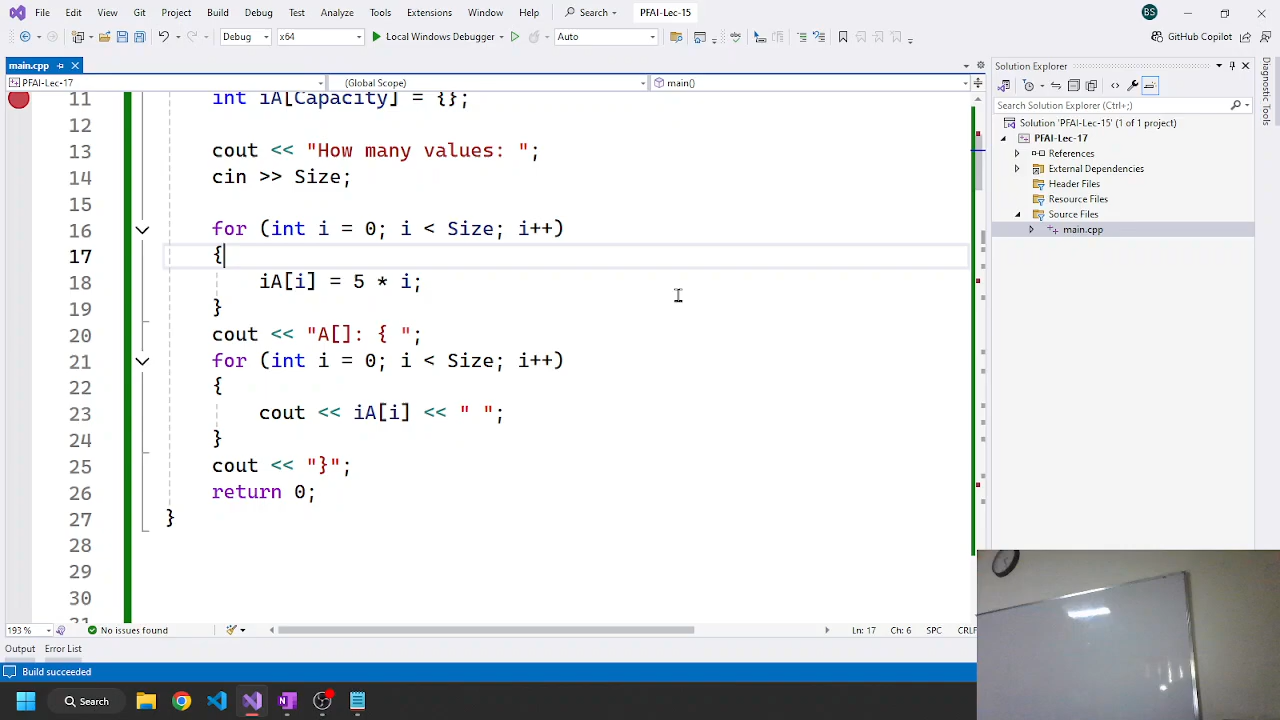 File Edit View Git Project Build Debug Test Analyze Tools Extensions Window Help Search PFAI-Lec-15 BS
Debug x64 Local Windows Debugger Auto GitHub Copilot
main.cpp
PFAI-Lec-17 (Global Scope) main()
11 int iA[Capacity] = {};
12
13 cout << "How many values: ";
14 cin >> Size;
15
16 for (int i = 0; i < Size; i++)
17 {
18 iA[i] = 5 * i;
19 }
20 cout << "A[]: { ";
21 for (int i = 0; i < Size; i++)
22 {
23 cout << iA[i] << " ";
24 }
25 cout << "}";
26 return 0;
27 }
28
29
30
Solution Explorer
Search Solution Explorer (Ctrl+;)
Solution 'PFAI-Lec-15' (1 of 1 project)
PFAI-Lec-17
References
External Dependencies
Header Files
Resource Files
Source Files
main.cpp
Diagnostic Tools
193 % No issues found Ln: 17 Ch: 6 SPC CRLF
Output Error List
Build succeeded
Search